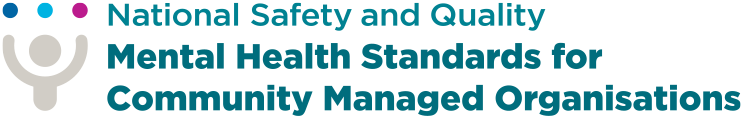 National Safety and Quality
Mental Health Standards for
Community Managed Organisations